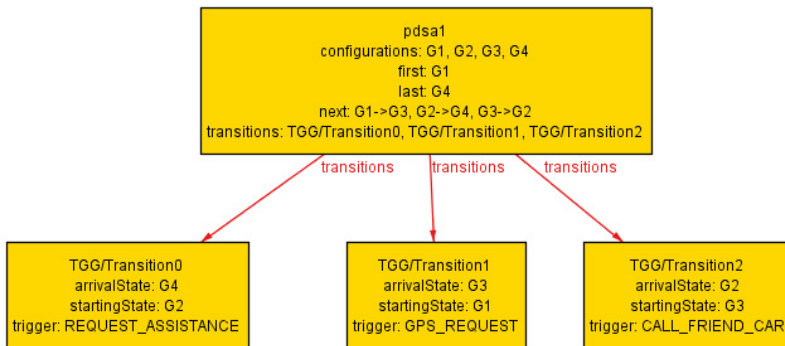 pdsa1
configurations: G1, G2, G3, G4
first: G1
last: G4
next: G1->G3, G2->G4, G3->G2
transitions: TGG/Transition0, TGG/Transition1, TGG/Transition2
transitions
transitions
transitions
TGG/Transition0
arrivalState: G4
startingState: G2
trigger: REQUEST_ASSISTANCE
TGG/Transition1
arrivalState: G3
startingState: G1
trigger: GPS_REQUEST
TGG/Transition2
arrivalState: G2
startingState: G3
trigger: CALL_FRIEND_CAR